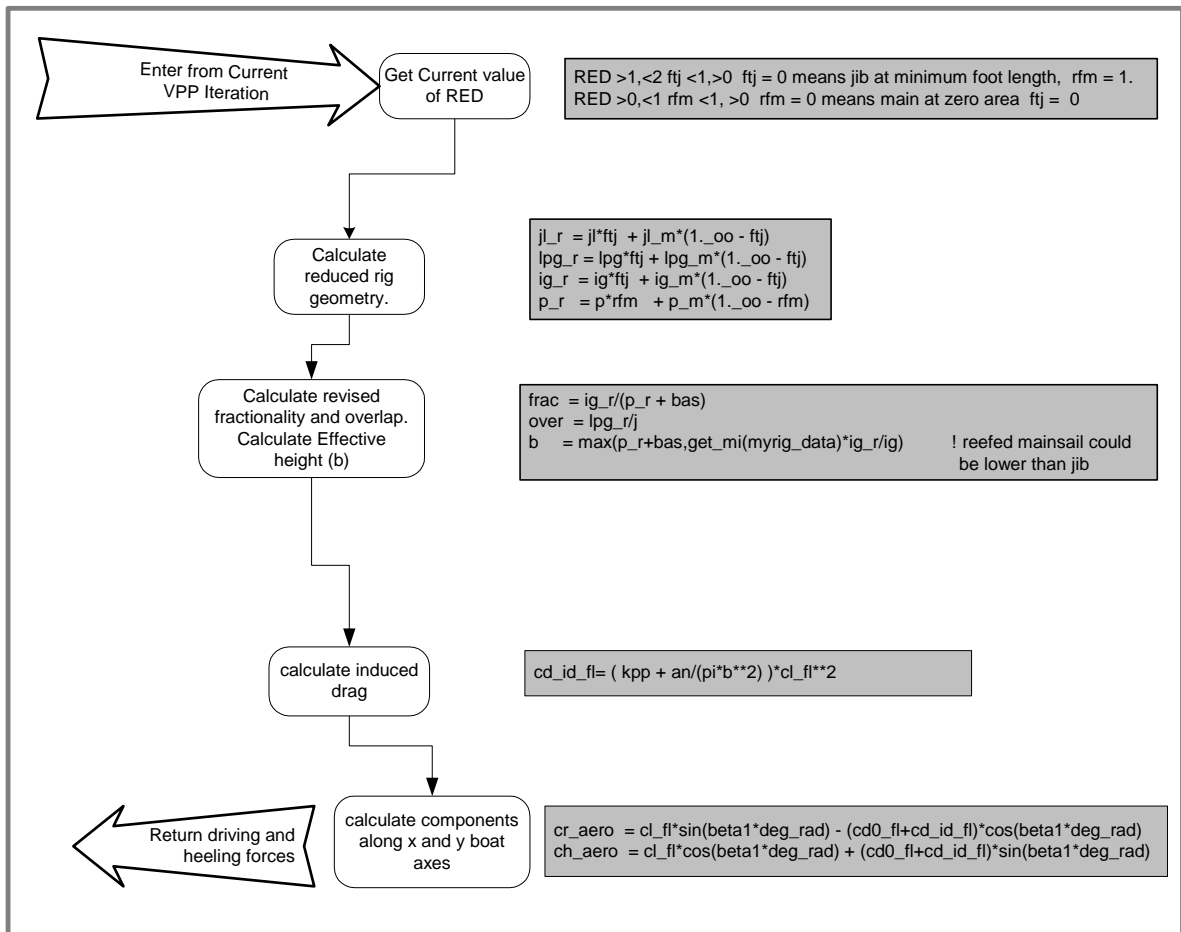 Enter from Current
VPP Iteration
Get Current value
of RED
RED >1,<2 ftj <1,>0 ftj = 0 means jib at minimum foot length, rfm = 1.
RED >0,<1 rfm <1, >0 rfm = 0 means main at zero area ftj = 0
Calculate
reduced rig
geometry.
jl_r = jl*ftj + jl_m*(1._oo - ftj)
lpg_r = lpg*ftj + lpg_m*(1._oo - ftj)
ig_r = ig*ftj + ig_m*(1._oo - ftj)
p_r = p*rfm + p_m*(1._oo - rfm)
Calculate revised
fractionality and overlap.
Calculate Effective
height (b)
frac = ig_r/(p_r + bas)
over = lpg_r/j
b = max(p_r+bas,get_mi(myrig_data)*ig_r/ig) ! reefed mainsail could
be lower than jib
calculate induced
drag
cd_id_fl= ( kpp + an/(pi*b**2) )*cl_fl**2
calculate components
along x and y boat
axes
cr_aero = cl_fl*sin(beta1*deg_rad) - (cd0_fl+cd_id_fl)*cos(beta1*deg_rad)
ch_aero = cl_fl*cos(beta1*deg_rad) + (cd0_fl+cd_id_fl)*sin(beta1*deg_rad)
Return driving and
heeling forces